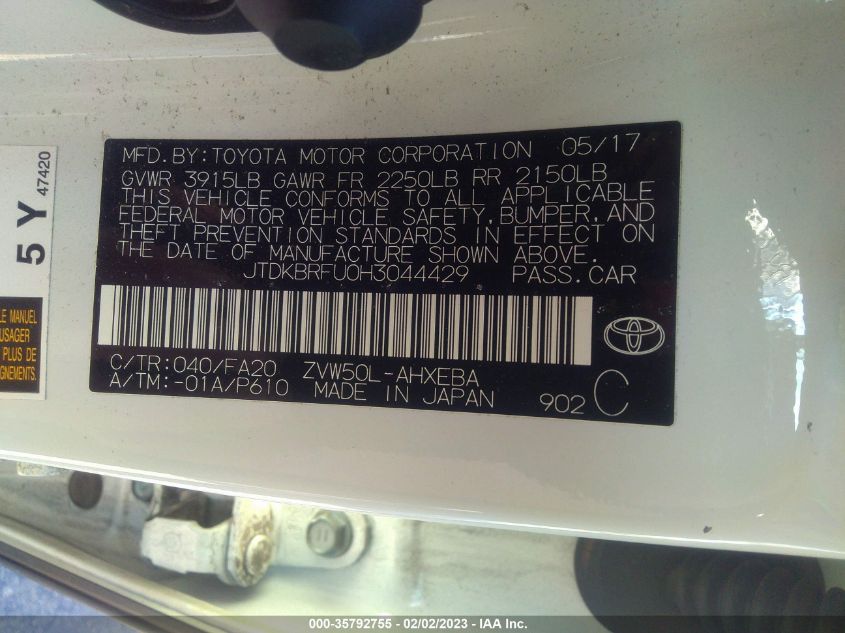 MFD.BY:TOYOTA MOTOR CORPORATION 05/17
GVWR 3915LB GAWR FR 2250LB RR 2150LB
THIS VEHICLE CONFORMS TO ALL APPLICABLE
FEDERAL MOTOR VEHICLE SAFETY, BUMPER, AND
THEFT PREVENTION STANDARDS IN EFFECT ON
THE DATE OF MANUFACTURE SHOWN ABOVE.
JTDKBRFU0H3044429 PASS.CAR
C/TR:040/FA20 ZVW50L-AHXEBA
A/TM:-01A/P610 MADE IN JAPAN 902 C
5 Y 47420
LE MANUEL
USAGER
PLUS DE
GNEMENTS.
000-35792755 - 02/02/2023 - IAA Inc.